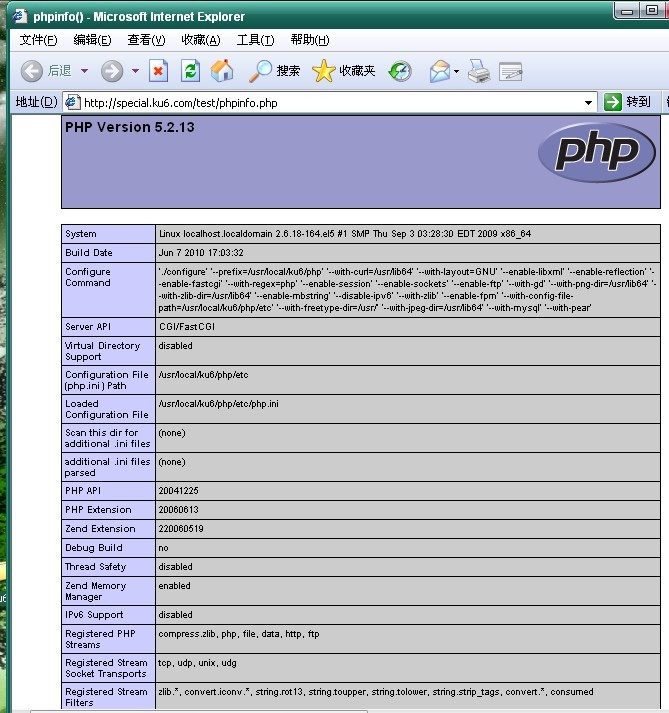 phpinfo() - Microsoft Internet Explorer
文件(F) 编辑(E) 查看(V) 收藏(A) 工具(T) 帮助(H)
后退 搜索 收藏夹
地址(D) http://special.ku6.com/test/phpinfo.php 转到
PHP Version 5.2.13
php
System Linux localhost.localdomain 2.6.18-164.el5 #1 SMP Thu Sep 3 03:28:30 EDT 2009 x86_64
Build Date Jun 7 2010 17:03:32
Configure
Command
'./configure' '--prefix=/usr/local/ku6/php' '--with-curl=/usr/lib64' '--with-layout=GNU' '--enable-libxml' '--enable-reflection' '-
-enable-fastcgi' '--with-regex=php' '--enable-session' '--enable-sockets' '--enable-ftp' '--with-gd' '--with-png-dir=/usr/lib64' '-
-with-zlib-dir=/usr/lib64' '--enable-mbstring' '--disable-ipv6' '--with-zlib' '--enable-fpm' '--with-config-file-
path=/usr/local/ku6/php/etc' '--with-freetype-dir=/usr/' '--with-jpeg-dir=/usr/lib64' '--with-mysql' '--with-pear'
Server API CGI/FastCGI
Virtual Directory
Support
disabled
Configuration File
(php.ini) Path
/usr/local/ku6/php/etc
Loaded
Configuration File
/usr/local/ku6/php/etc/php.ini
Scan this dir for
additional .ini files
(none)
additional .ini files
parsed
(none)
PHP API 20041225
PHP Extension 20060613
Zend Extension 220060519
Debug Build no
Thread Safety disabled
Zend Memory
Manager
enabled
IPv6 Support disabled
Registered PHP
Streams
compress.zlib, php, file, data, http, ftp
Registered Stream
Socket Transports
tcp, udp, unix, udg
Registered Stream
Filters
zlib.*, convert.iconv.*, string.rot13, string.toupper, string.tolower, string.strip_tags, convert.*, consumed